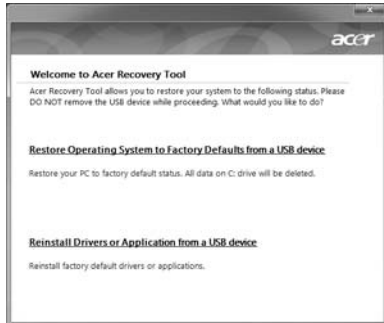 acer
Welcome to Acer Recovery Tool
Acer Recovery Tool allows you to restore your system to the following status. Please
DO NOT remove the USB device while proceeding. What would you like to do?
Restore Operating System to Factory Defaults from a USB device
Restore your PC to factory default status. All data on C: drive will be deleted.
Reinstall Drivers or Application from a USB device
Reinstall factory default drivers or applications.